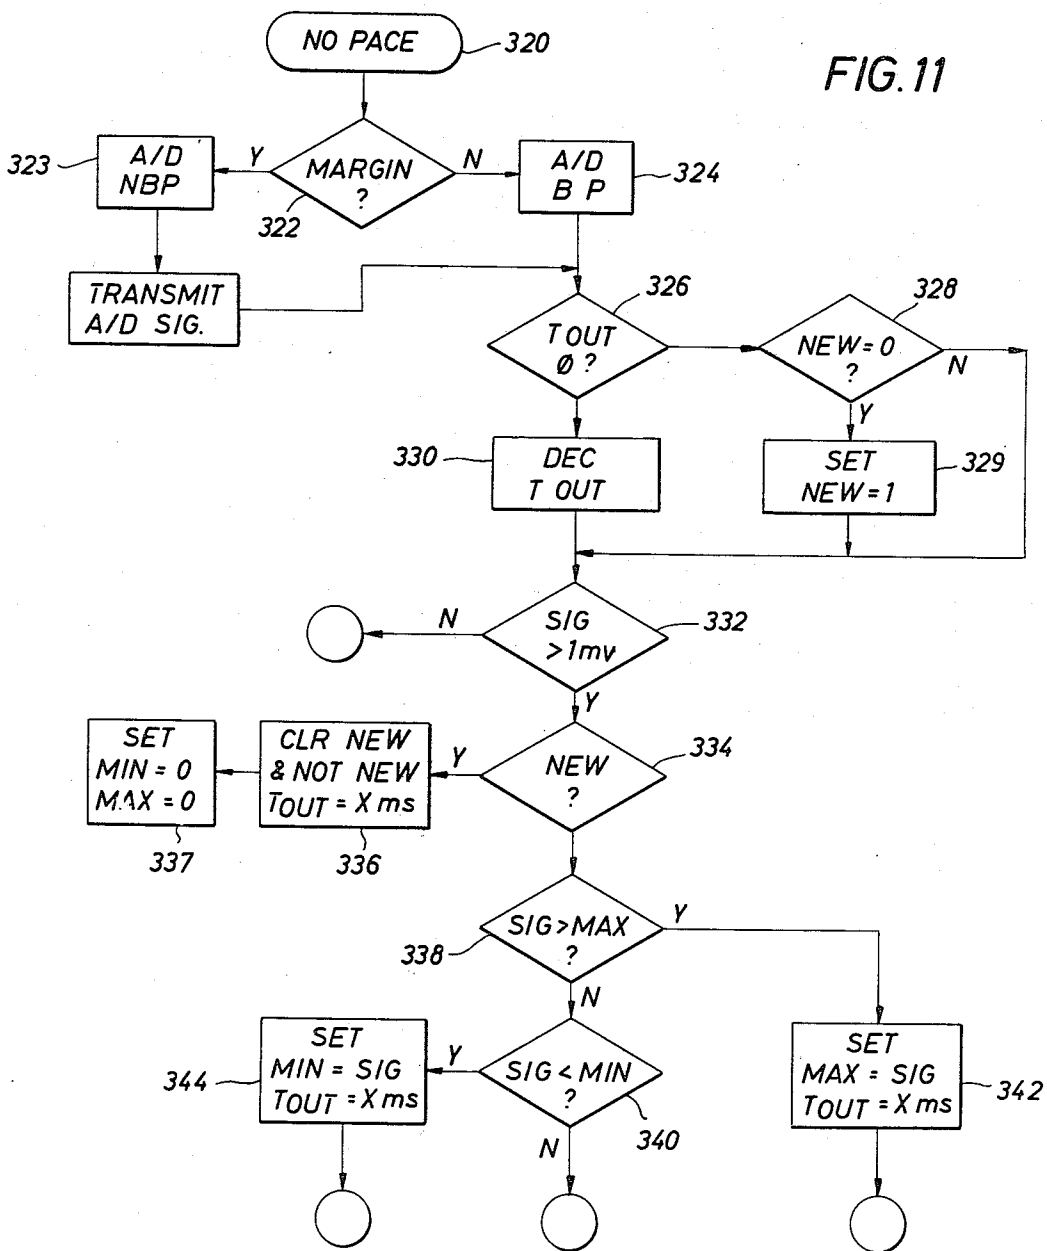 FIG. 11
NO PACE
320
MARGIN
?
322
Y
N
A/D
NBP
323
A/D
B P
324
TRANSMIT
A/D SIG.
T OUT
Ø ?
326
NEW = 0
?
328
N
Y
DEC
T OUT
330
SET
NEW = 1
329
SIG
> 1mv
332
N
Y
NEW
?
334
Y
CLR NEW
& NOT NEW
TOUT = X ms
336
SET
MIN = 0
MAX = 0
337
SIG > MAX
?
338
Y
N
SIG < MIN
?
340
Y
N
SET
MIN = SIG
TOUT = X ms
344
SET
MAX = SIG
TOUT = X ms
342